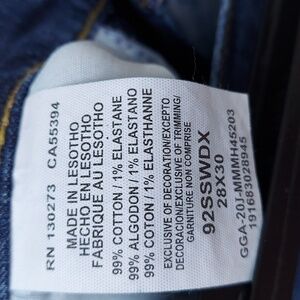 RN 130273 CA55394
MADE IN LESOTHO
HECHO EN LESOTHO
FABRIQUE AU LESOTHO
99% COTTON / 1% ELASTANE
99% ALGODON / 1% ELASTANO
99% COTON / 1% ELASTHANNE
EXCLUSIVE OF DECORATION/EXCEPTO
DECORACION/EXCLUSIVE OF TRIMMING/
GARNITURE NON COMPRISE
92SSWDX
28X30
GGA-20J-MMMH45203
191683028945